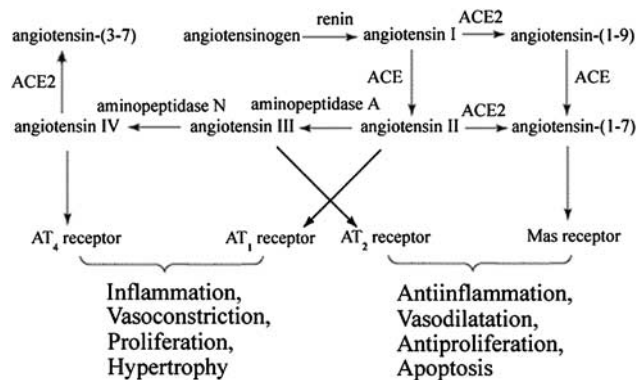 renin ACE2
angiotensin-(3-7) angiotensinogen angiotensin I angiotensin-(1-9)
ACE2 ACE ACE
aminopeptidase N aminopeptidase A ACE2
angiotensin IV angiotensin III angiotensin II angiotensin-(1-7)
AT4 receptor AT1 receptor AT2 receptor Mas receptor
Inflammation,
Vasoconstriction,
Proliferation,
Hypertrophy
Antiinflammation,
Vasodilatation,
Antiproliferation,
Apoptosis